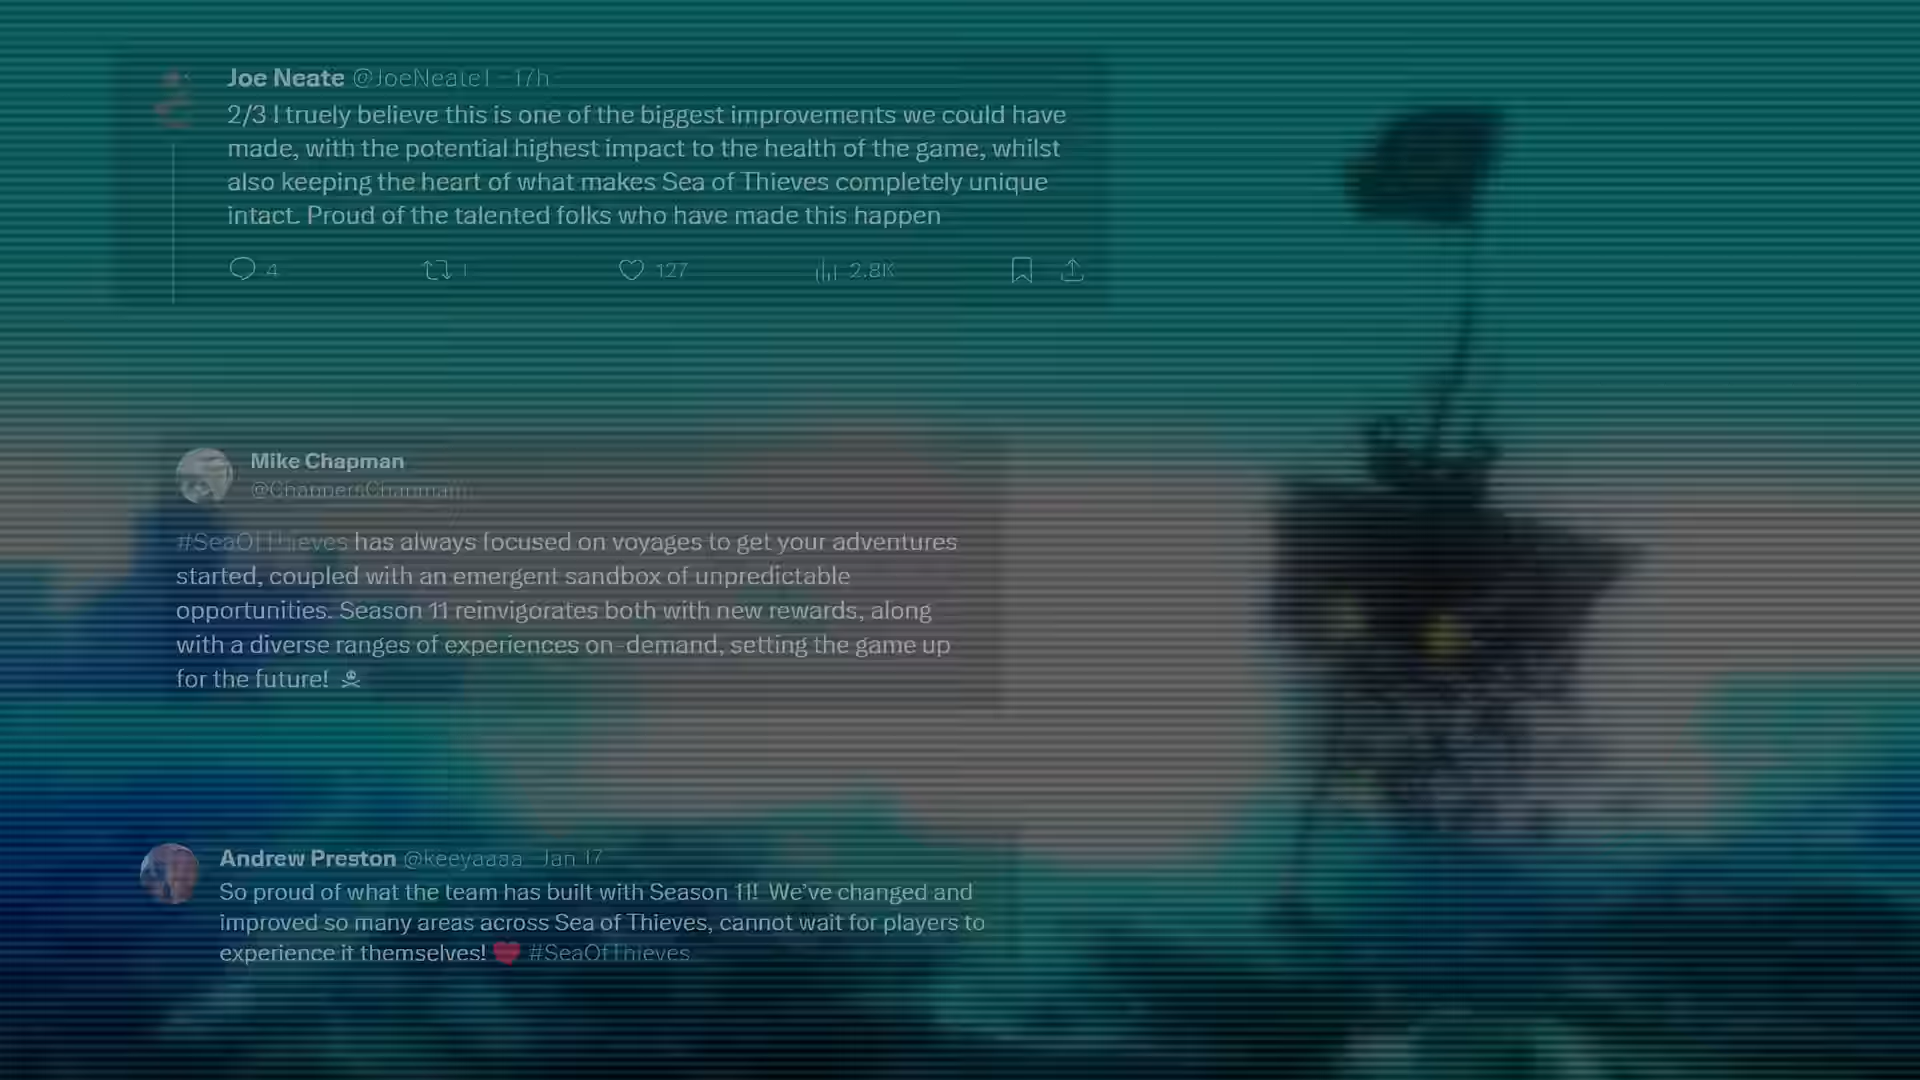 Joe Neate @JoeNeate1 · 17h
2/3 I truely believe this is one of the biggest improvements we could have
made, with the potential highest impact to the health of the game, whilst
also keeping the heart of what makes Sea of Thieves completely unique
intact. Proud of the talented folks who have made this happen
4 1 127 2.8K
Mike Chapman
@ChappersChapman
#SeaOfThieves has always focused on voyages to get your adventures
started, coupled with an emergent sandbox of unpredictable
opportunities. Season 11 reinvigorates both with new rewards, along
with a diverse ranges of experiences on-demand, setting the game up
for the future! ☠
Andrew Preston @keeyaaaa · Jan 17
So proud of what the team has built with Season 11! We've changed and
improved so many areas across Sea of Thieves, cannot wait for players to
experience it themselves! ❤ #SeaOfThieves